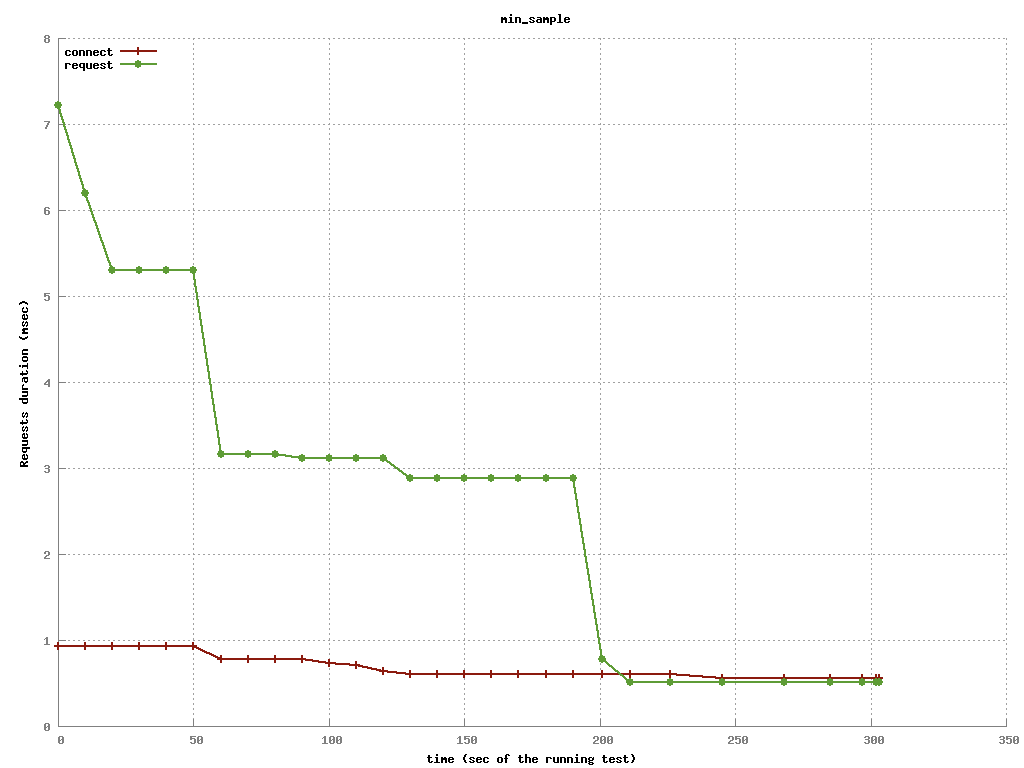 min_sample
connect
request
8
7
6
5
4
3
2
1
0
Requests duration (msec)
0 50 100 150 200 250 300 350
time (sec of the running test)